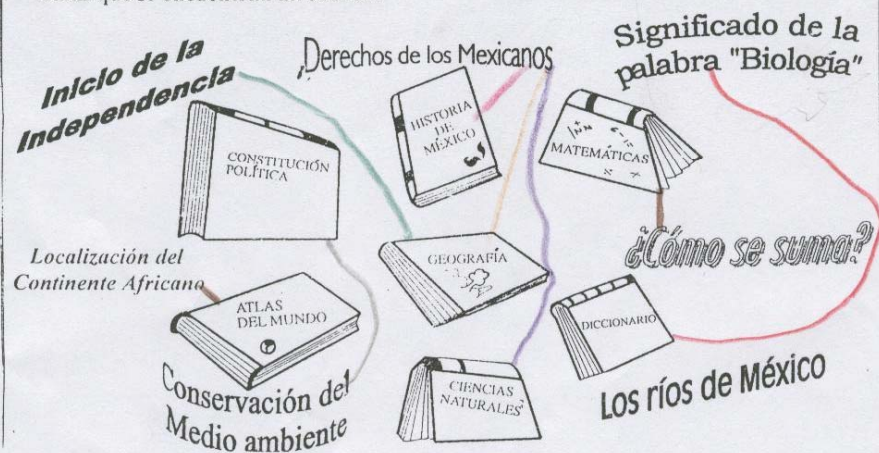 Inicio de la
Independencia
Derechos de los Mexicanos
Significado de la
palabra "Biología"
CONSTITUCIÓN
POLÍTICA
HISTORIA
DE
MÉXICO
MATEMÁTICAS
¿Cómo se suma?
Localización del
Continente Africano
ATLAS
DEL MUNDO
GEOGRAFÍA
DICCIONARIO
Conservación del
Medio ambiente
CIENCIAS
NATURALES
Los ríos de México